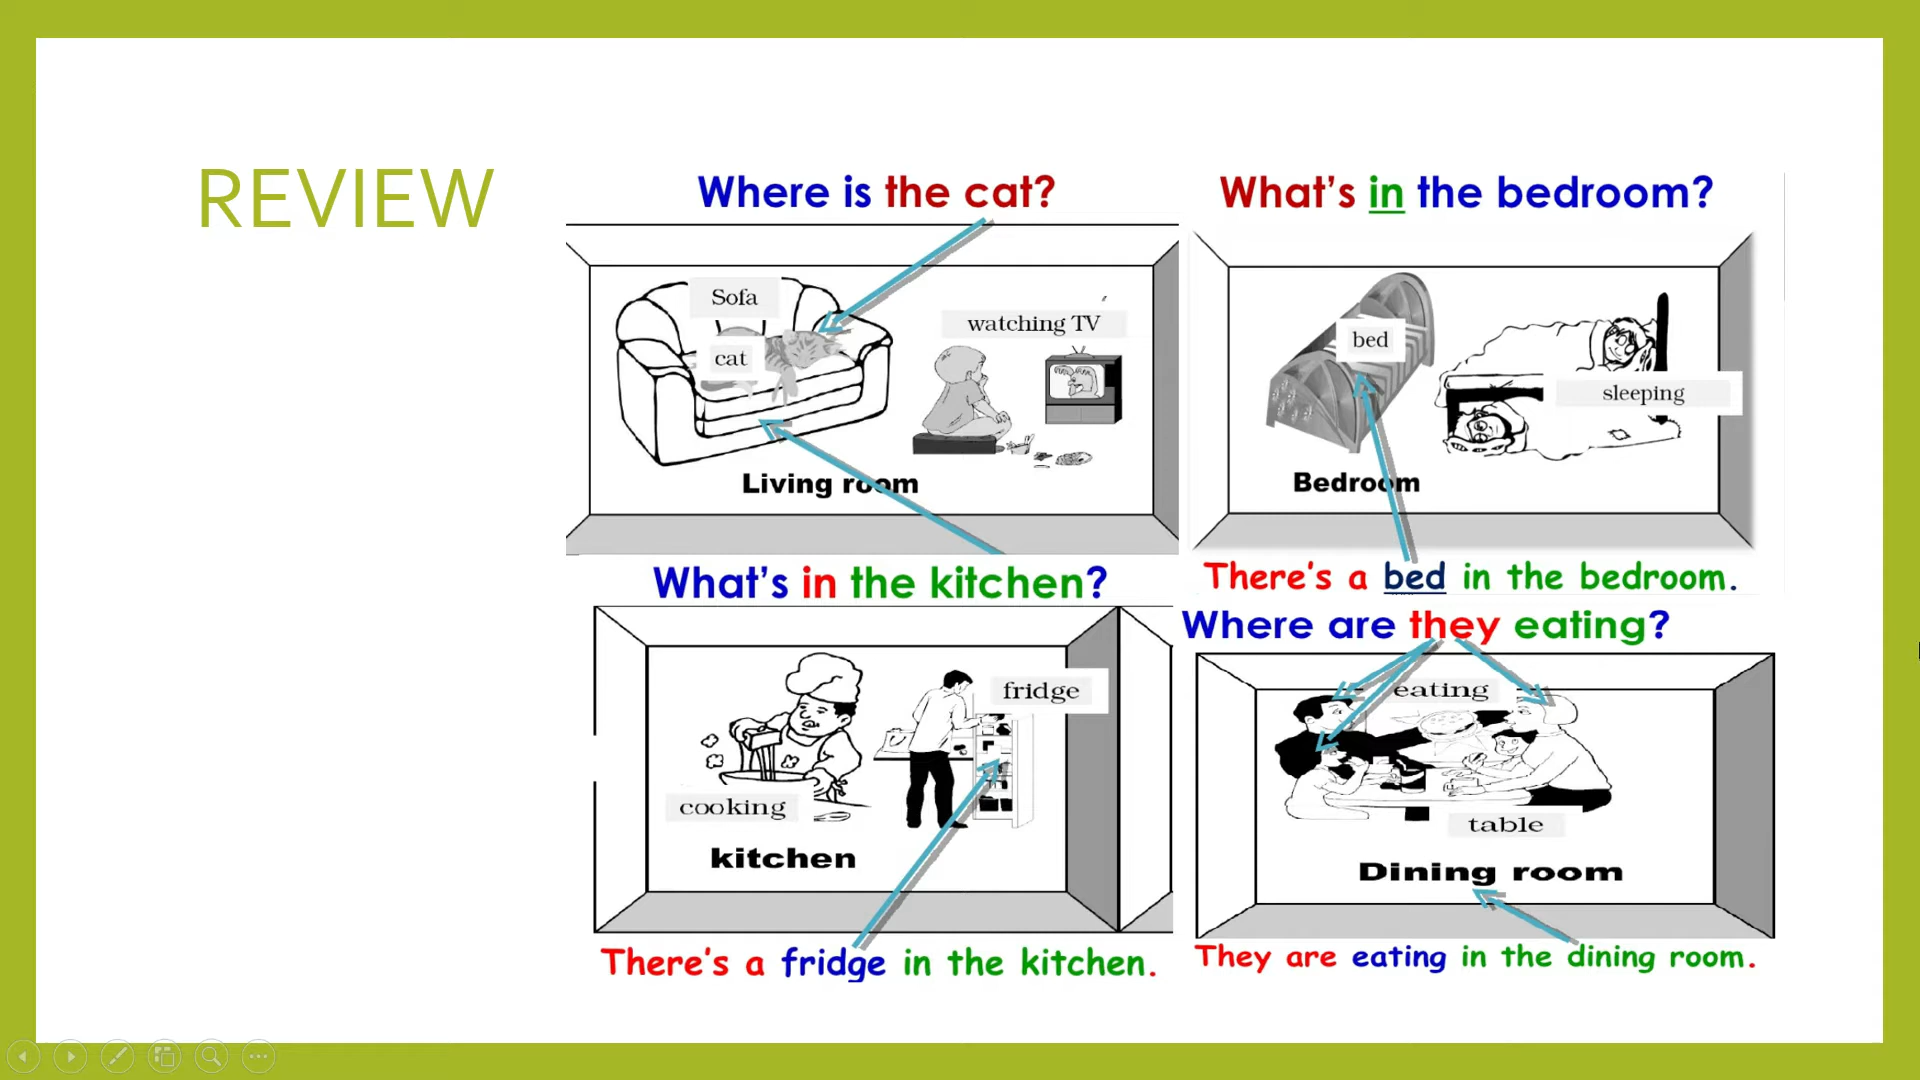 REVIEW
Where is the cat?
Sofa
cat
watching TV
Living room
What's in the bedroom?
bed
sleeping
Bedroom
There's a bed in the bedroom.
What's in the kitchen?
fridge
cooking
kitchen
There's a fridge in the kitchen.
Where are they eating?
eating
table
Dining room
They are eating in the dining room.